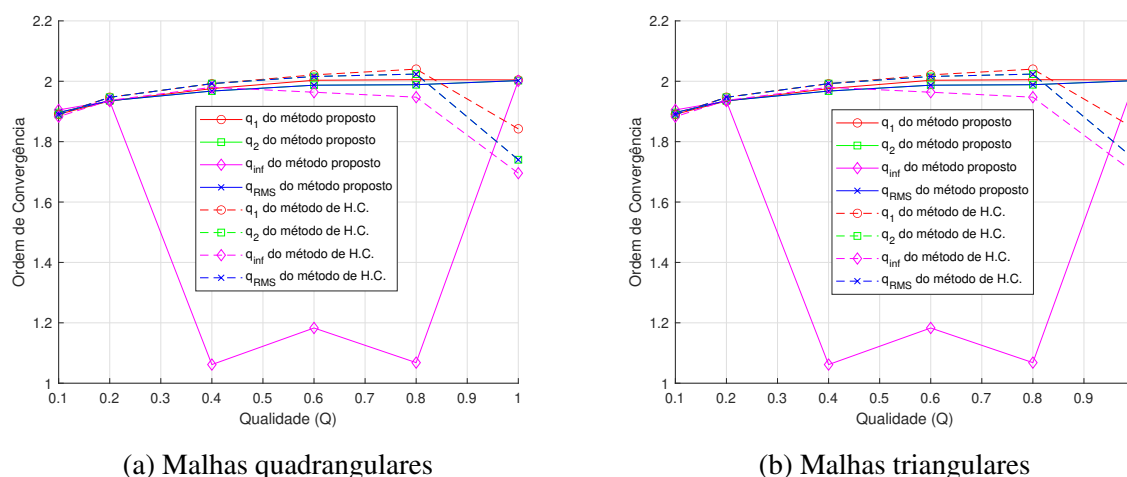 2.2
2
1.8
1.6
1.4
1.2
1
Ordem de Convergência
q1 do método proposto
q2 do método proposto
qinf do método proposto
qRMS do método proposto
q1 do método de H.C.
q2 do método de H.C.
qinf do método de H.C.
qRMS do método de H.C.
0.1 0.2 0.3 0.4 0.5 0.6 0.7 0.8 0.9 1
Qualidade (Q)
(a) Malhas quadrangulares
2.2
2
1.8
1.6
1.4
1.2
1
Ordem de Convergência
q1 do método proposto
q2 do método proposto
qinf do método proposto
qRMS do método proposto
q1 do método de H.C.
q2 do método de H.C.
qinf do método de H.C.
qRMS do método de H.C.
0.1 0.2 0.3 0.4 0.5 0.6 0.7 0.8 0.9
Qualidade (Q)
(b) Malhas triangulares